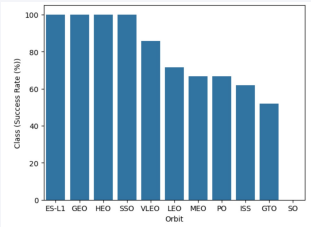 Class (Success Rate (%))
100
80
60
40
20
0
ES-L1 GEO HEO SSO VLEO LEO MEO PO ISS GTO SO
Orbit